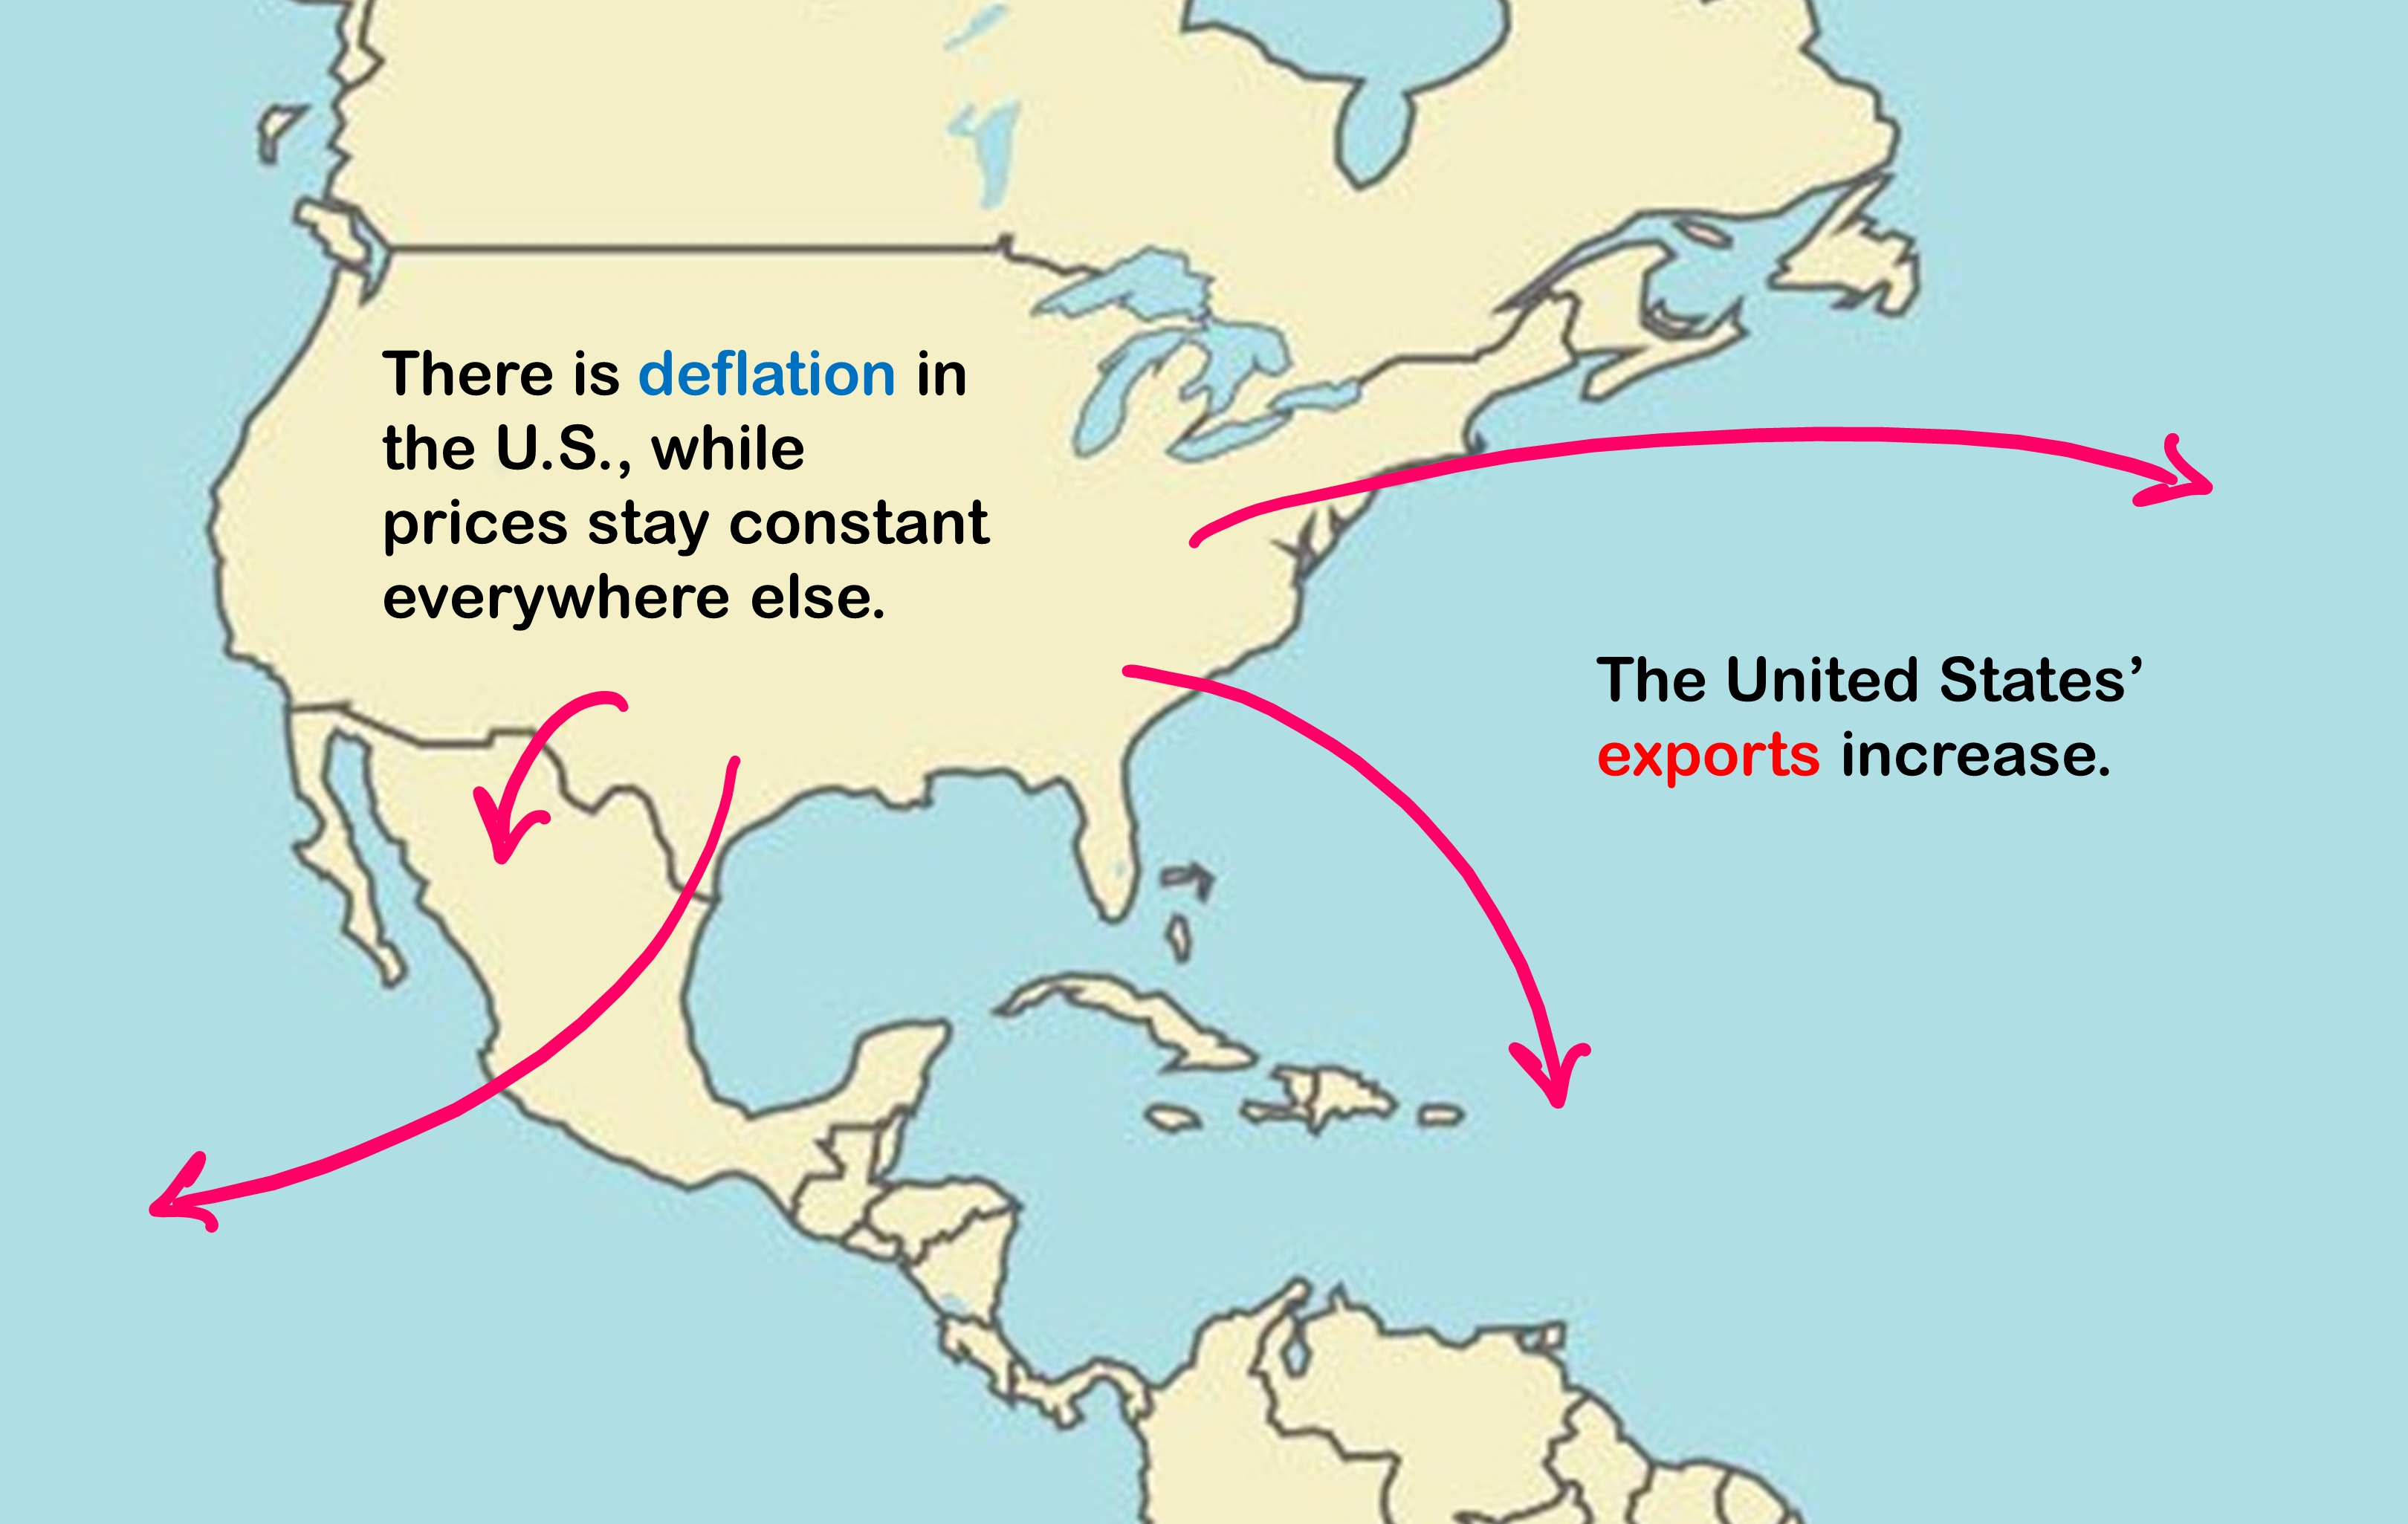 There is deflation in
the U.S., while
prices stay constant
everywhere else.
The United States’
exports increase.